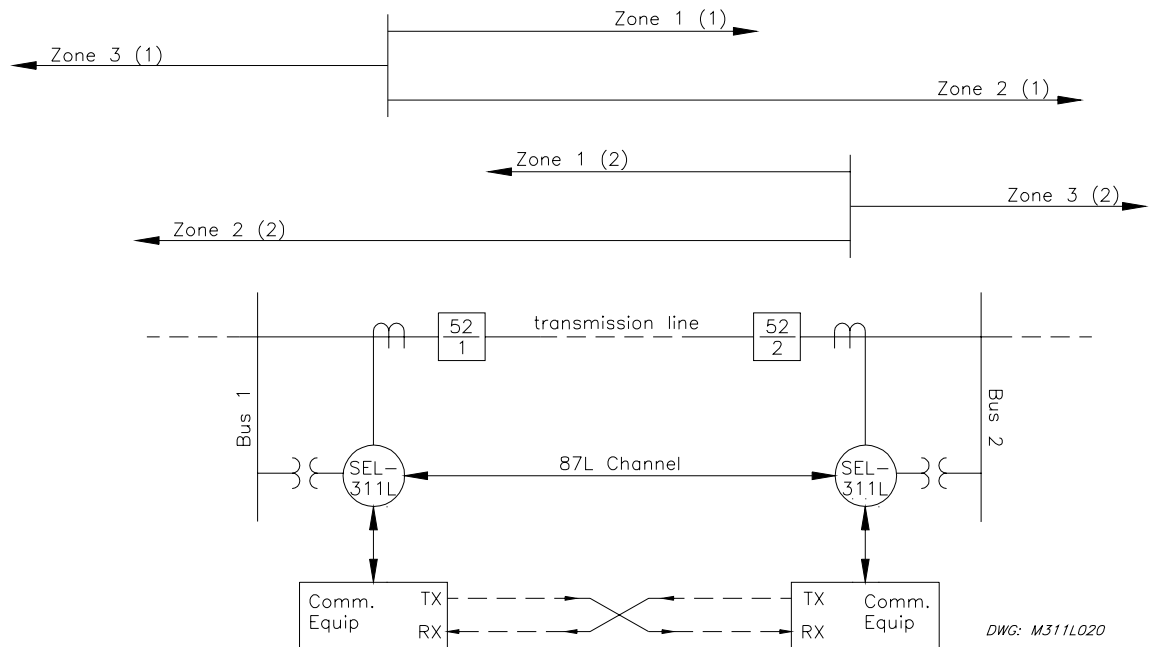 Zone 1 (1)
Zone 3 (1)
Zone 2 (1)
Zone 1 (2)
Zone 3 (2)
Zone 2 (2)
52
1
transmission line
52
2
Bus 1
Bus 2
SEL-
311L
87L Channel
SEL-
311L
Comm.
Equip
TX
RX
TX
RX
Comm.
Equip
DWG: M311L020